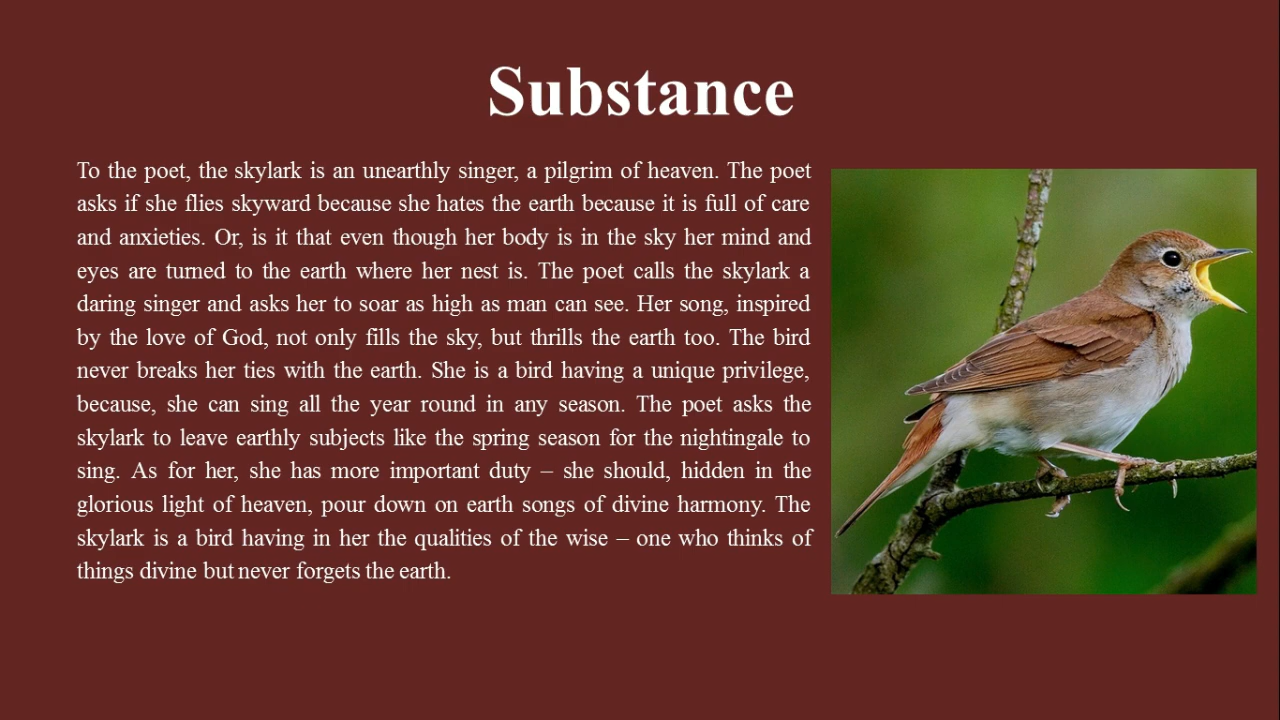 Substance
To the poet, the skylark is an unearthly singer, a pilgrim of heaven. The poet
asks if she flies skyward because she hates the earth because it is full of care
and anxieties. Or, is it that even though her body is in the sky her mind and
eyes are turned to the earth where her nest is. The poet calls the skylark a
daring singer and asks her to soar as high as man can see. Her song, inspired
by the love of God, not only fills the sky, but thrills the earth too. The bird
never breaks her ties with the earth. She is a bird having a unique privilege,
because, she can sing all the year round in any season. The poet asks the
skylark to leave earthly subjects like the spring season for the nightingale to
sing. As for her, she has more important duty – she should, hidden in the
glorious light of heaven, pour down on earth songs of divine harmony. The
skylark is a bird having in her the qualities of the wise – one who thinks of
things divine but never forgets the earth.